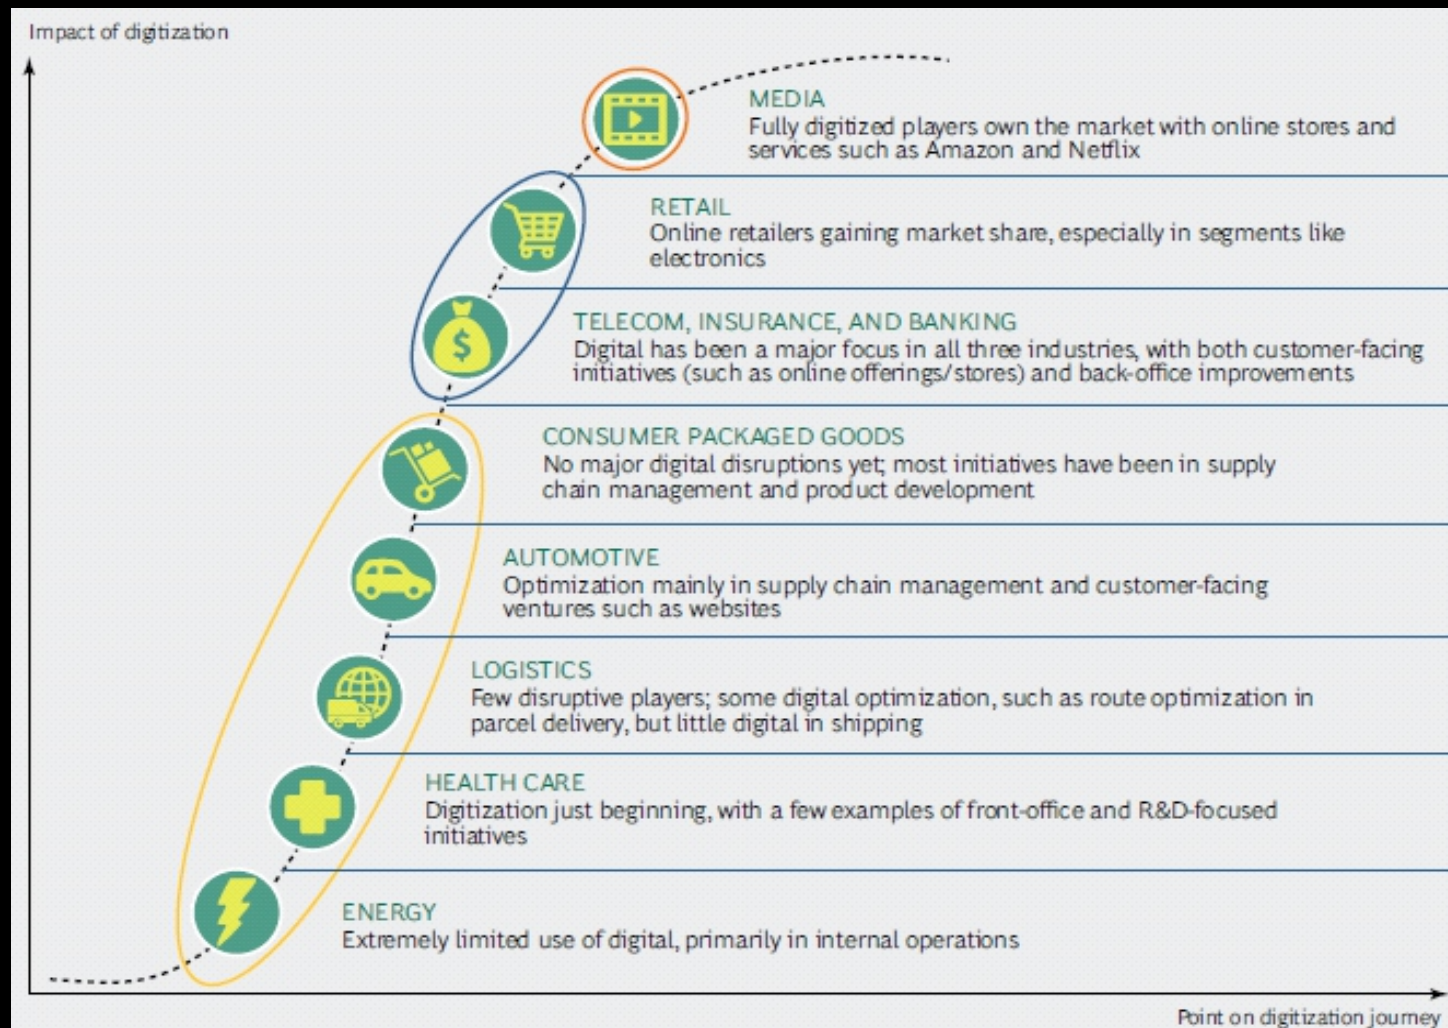 Impact of digitization
MEDIA
Fully digitized players own the market with online stores and
services such as Amazon and Netflix
RETAIL
Online retailers gaining market share, especially in segments like
electronics
$
TELECOM, INSURANCE, AND BANKING
Digital has been a major focus in all three industries, with both customer-facing
initiatives (such as online offerings/stores) and back-office improvements
CONSUMER PACKAGED GOODS
No major digital disruptions yet; most initiatives have been in supply
chain management and product development
AUTOMOTIVE
Optimization mainly in supply chain management and customer-facing
ventures such as websites
LOGISTICS
Few disruptive players; some digital optimization, such as route optimization in
parcel delivery, but little digital in shipping
HEALTH CARE
Digitization just beginning, with a few examples of front-office and R&D-focused
initiatives
ENERGY
Extremely limited use of digital, primarily in internal operations
Point on digitization journey